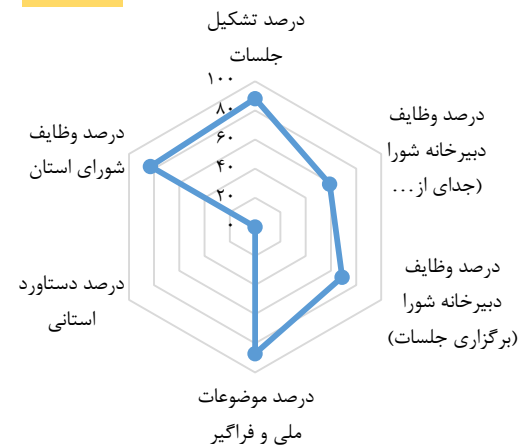 درصد تشکیل
جلسات
۱۰۰
۸۰
۶۰
۴۰
۲۰
۰
درصد وظایف
دبیرخانه شورا
(جدای از...
درصد وظایف
دبیرخانه شورا
(برگزاری جلسات)
درصد موضوعات
ملی و فراگیر
درصد دستاورد
استانی
درصد وظایف
شورای استان